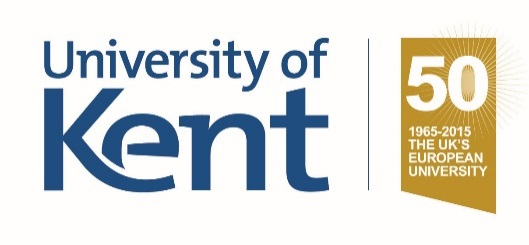 University of
Kent
50
1965-2015
THE UK'S
EUROPEAN
UNIVERSITY